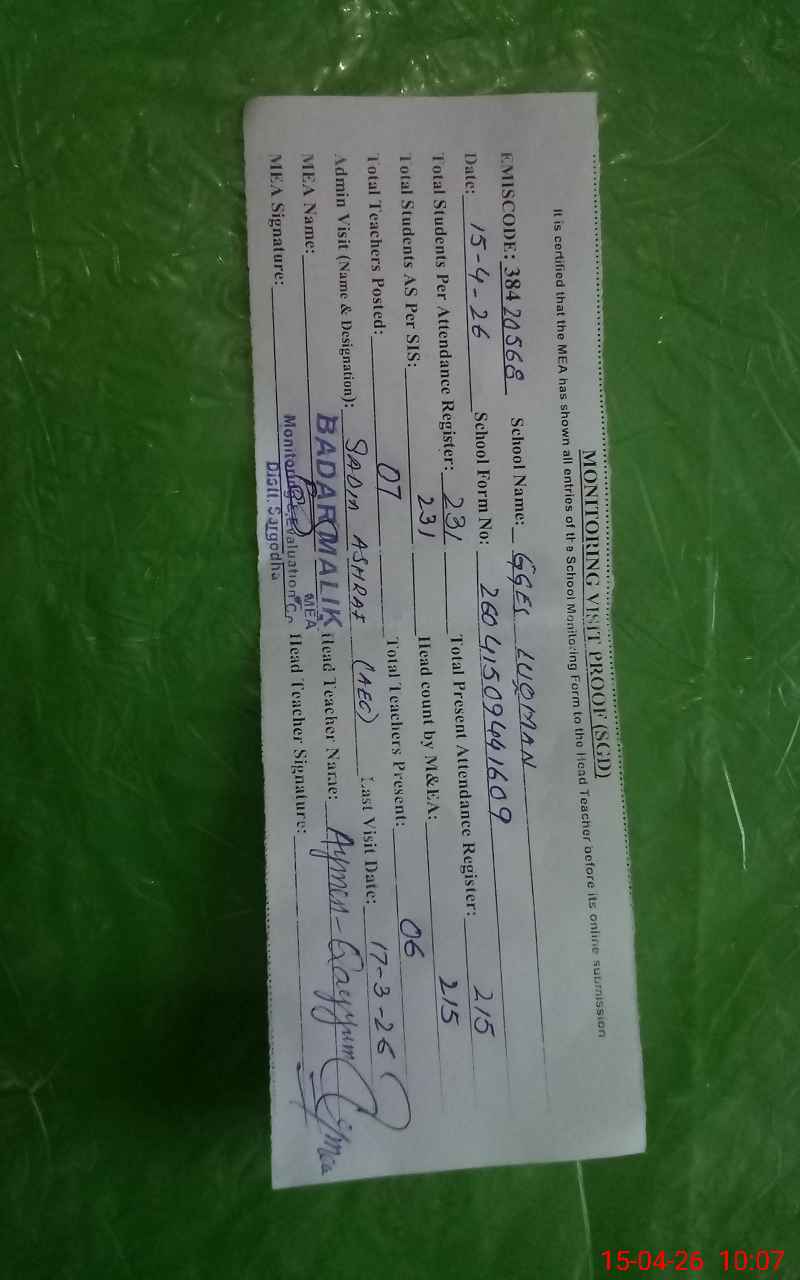 MONITORING VISIT PROOF (SGD)
It is certified that the MEA has shown all entries of the School Monitoring Form to the Head Teacher before its online submission
EMISCODE: 38420568 School Name: GGES LUQMAN
Date: 15-4-26 School Form No: 26041509441609
Total Students Per Attendance Register: 231 Total Present Attendance Register: 215
Total Students AS Per SIS: 231 Head count by M&EA: 215
Total Teachers Posted: 07 Total Teachers Present: 06
Admin Visit (Name & Designation): SADIA ASHRAF (AEO) Last Visit Date: 17-3-26
MEA Name: BADAR MALIK Head Teacher Name: Aymen Qayyum
MEA
MEA Signature: Monitoring & Evaluation Head Teacher Signature:
Distt. Sargodha
15-04-26 10:07